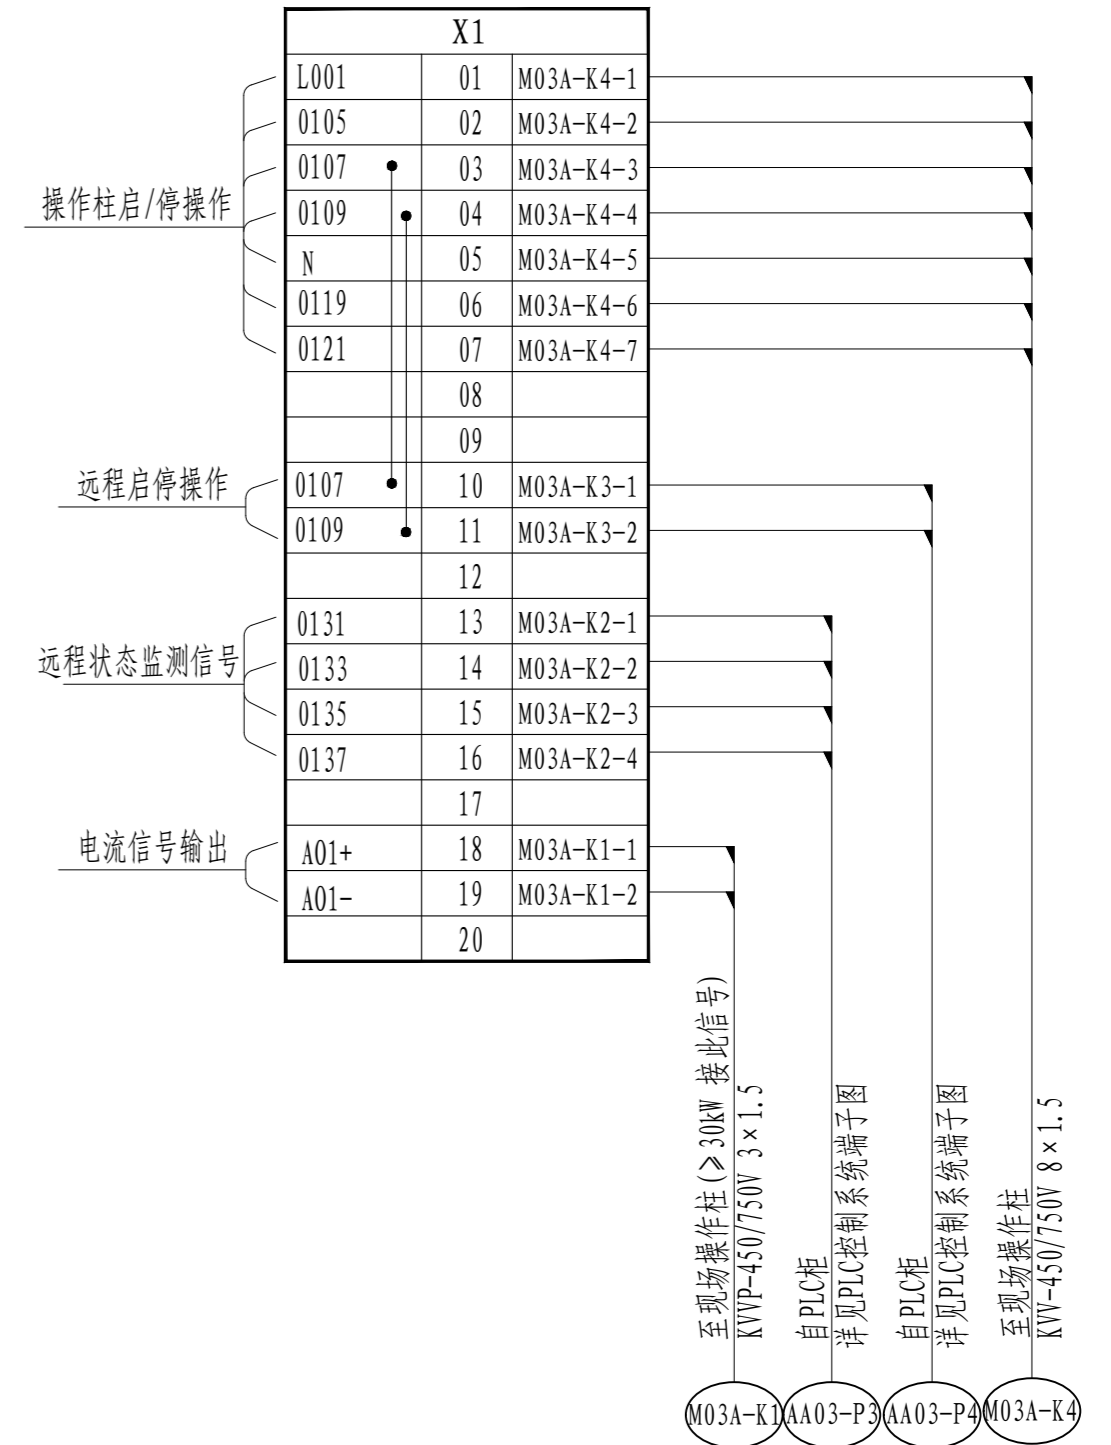 X1
L001 01 M03A-K4-1
0105 02 M03A-K4-2
0107 03 M03A-K4-3
操作柱启/停操作
0109 04 M03A-K4-4
N 05 M03A-K4-5
0119 06 M03A-K4-6
0121 07 M03A-K4-7
08
09
远程启停操作
0107 10 M03A-K3-1
0109 11 M03A-K3-2
12
0131 13 M03A-K2-1
远程状态监测信号
0133 14 M03A-K2-2
0135 15 M03A-K2-3
0137 16 M03A-K2-4
17
电流信号输出
A01+ 18 M03A-K1-1
A01- 19 M03A-K1-2
20
至现场操作柱(≥30kW 接此信号)
KVVP-450/750V 3×1.5
自PLC柜
详见PLC控制系统端子图
自PLC柜
详见PLC控制系统端子图
至现场操作柱
KVV-450/750V 8×1.5
M03A-K1
AA03-P3
AA03-P4
M03A-K4